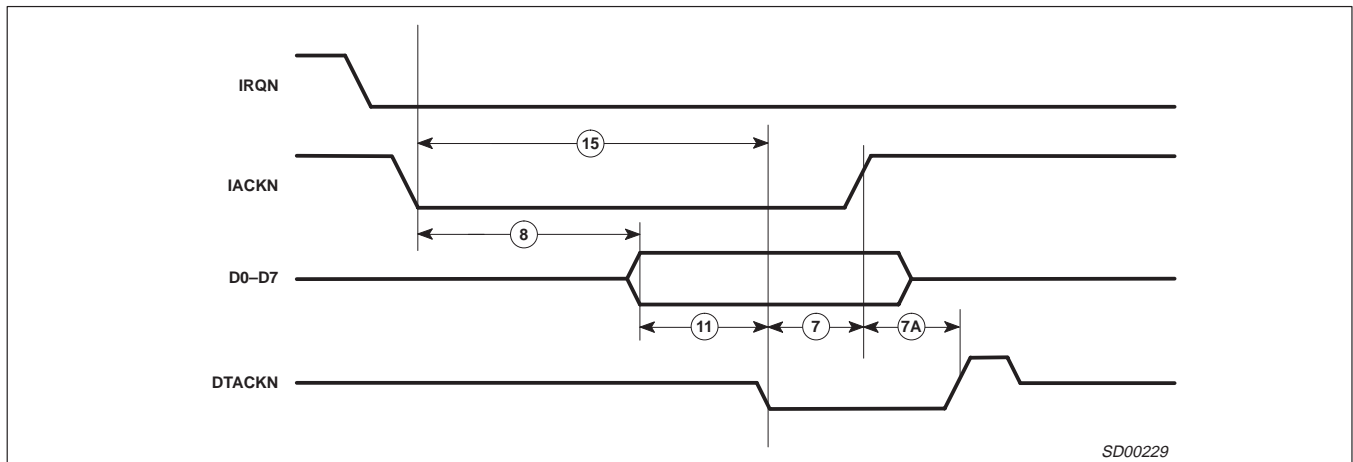 IRQN
15
IACKN
8
D0–D7
11
7
7A
DTACKN
SD00229